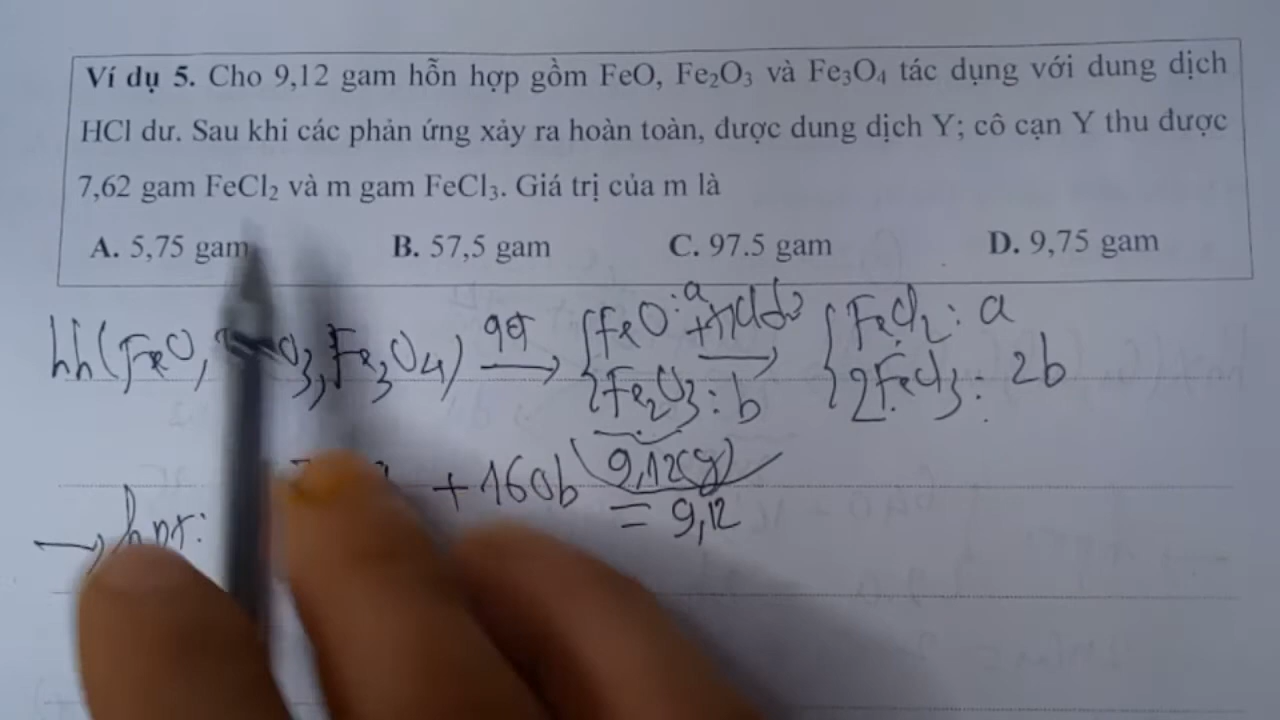 Ví dụ 5. Cho 9,12 gam hỗn hợp gồm FeO, Fe₂O₃ và Fe₃O₄ tác dụng với dung dịch
HCl dư. Sau khi các phản ứng xảy ra hoàn toàn, được dung dịch Y; cô cạn Y thu được
7,62 gam FeCl₂ và m gam FeCl₃. Giá trị của m là
A. 5,75 gam B. 57,5 gam C. 97.5 gam D. 9,75 gam
hh(FeO, O₃, Fe₃O₄) qđ → { FeO: a +HCl dư → { FeCl₂: a
{ Fe₂O₃: b { 2FeCl₃: 2b
9,12(g)
+ 160b = 9,12
→ hpt: